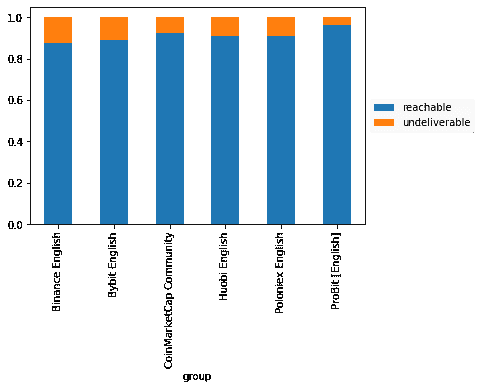 1.0
0.8
0.6
0.4
0.2
0.0
reachable
undeliverable
Binance English
Bybit English
CoinMarketCap Community
Huobi English
Poloniex English
ProBit [English]
group